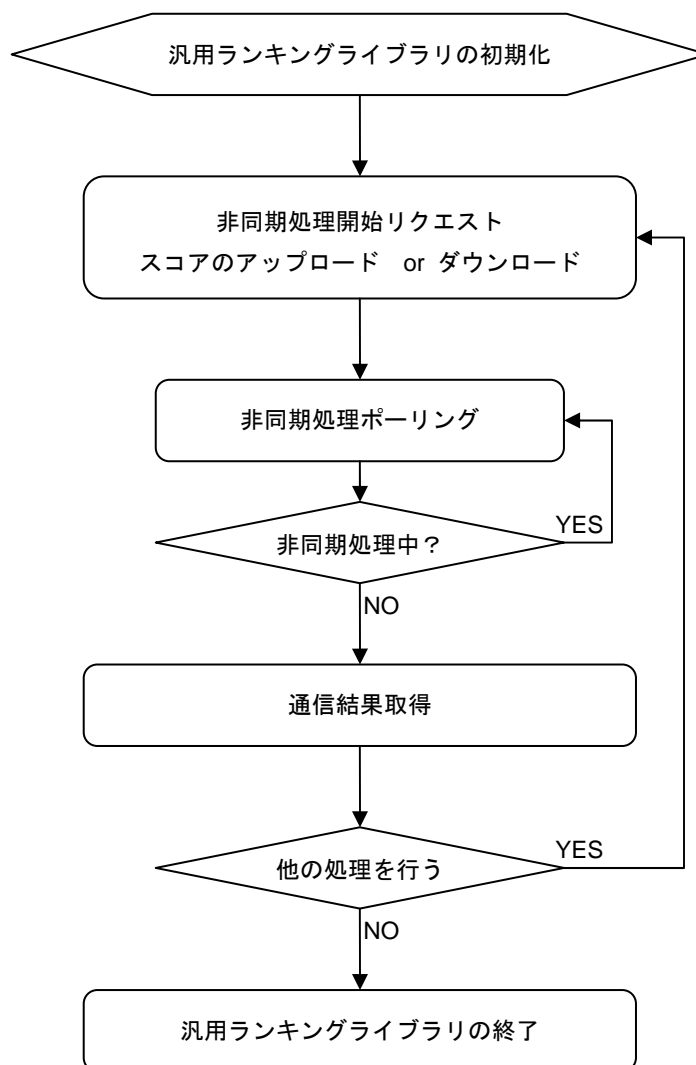 汎用ランキングライブラリの初期化
非同期処理開始リクエスト
スコアのアップロード　or ダウンロード
非同期処理ポーリング
非同期処理中？
YES
NO
通信結果取得
他の処理を行う
YES
NO
汎用ランキングライブラリの終了